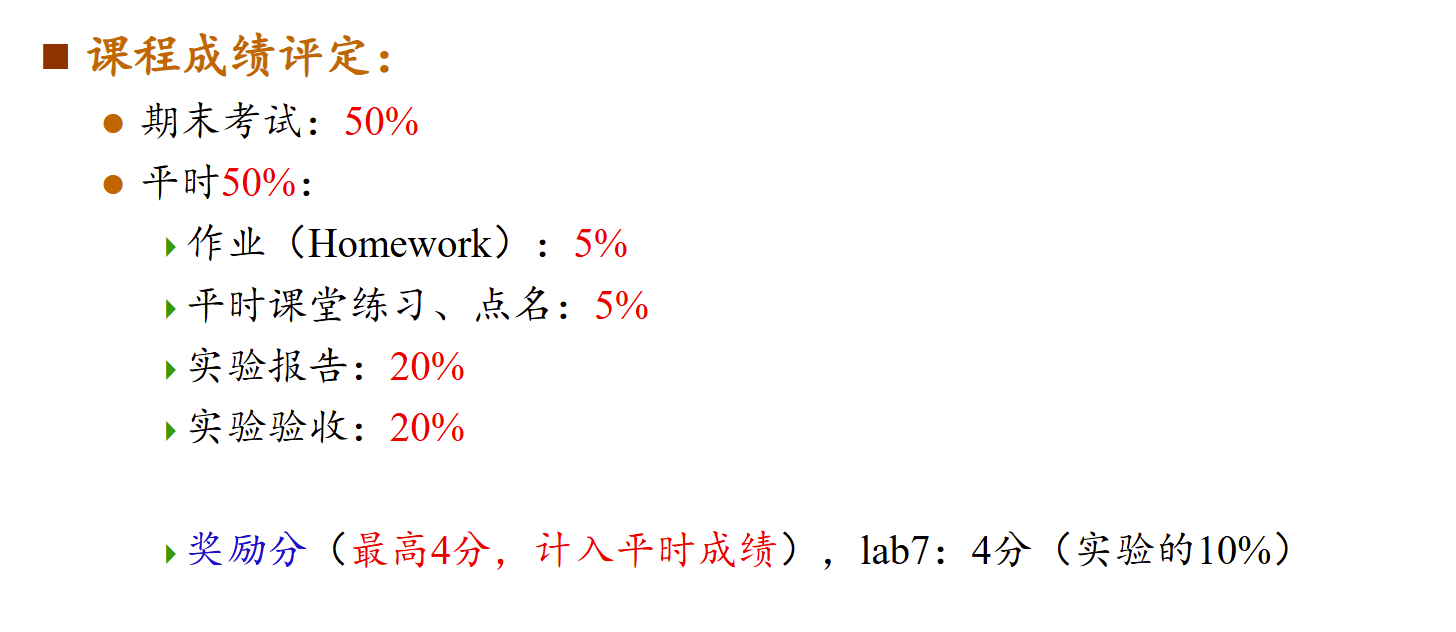 课程成绩评定：
期末考试：50%
平时50%：
作业（Homework）：5%
平时课堂练习、点名：5%
实验报告：20%
实验验收：20%
奖励分（最高4分，计入平时成绩），lab7：4分（实验的10%）